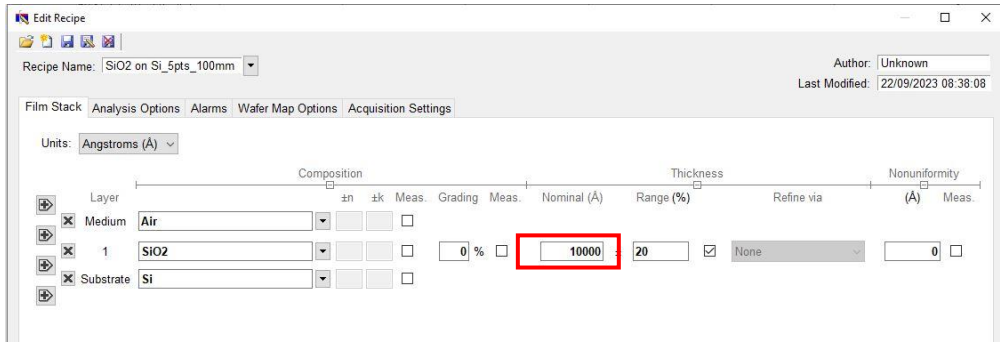 Edit Recipe
Recipe Name: SiO2 on Si_5pts_100mm
Author: Unknown
Last Modified: 22/09/2023 08:38:08
Film Stack Analysis Options Alarms Wafer Map Options Acquisition Settings
Units: Angstroms (Å)
Composition Thickness Nonuniformity
Layer ±n ±k Meas. Grading Meas. Nominal (Å) Range (%) Refine via (Å) Meas.
Medium Air
1 SiO2 0 % 10000 ± 20 None 0
Substrate Si